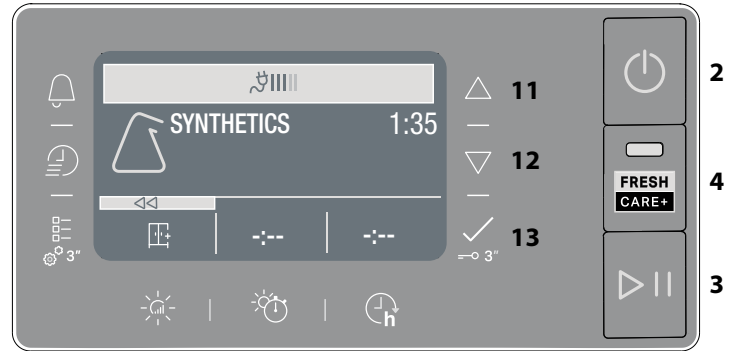 11
2
SYNTHETICS 1:35
12
4
FRESH
CARE+
3"
-:-- -:--
13
3"
3
h